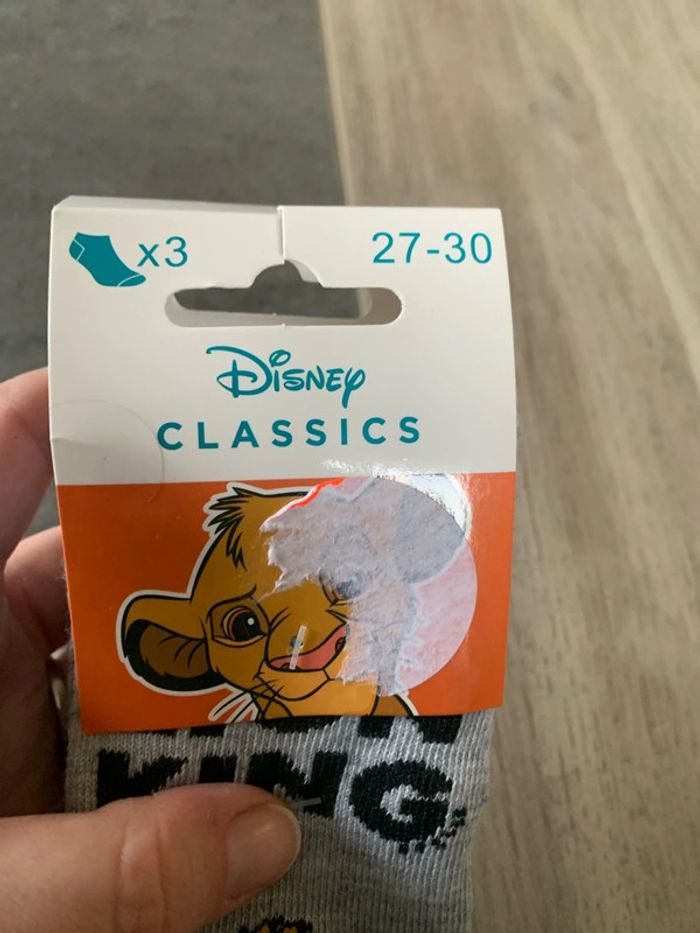 x3
27-30
Disney
CLASSICS
KING